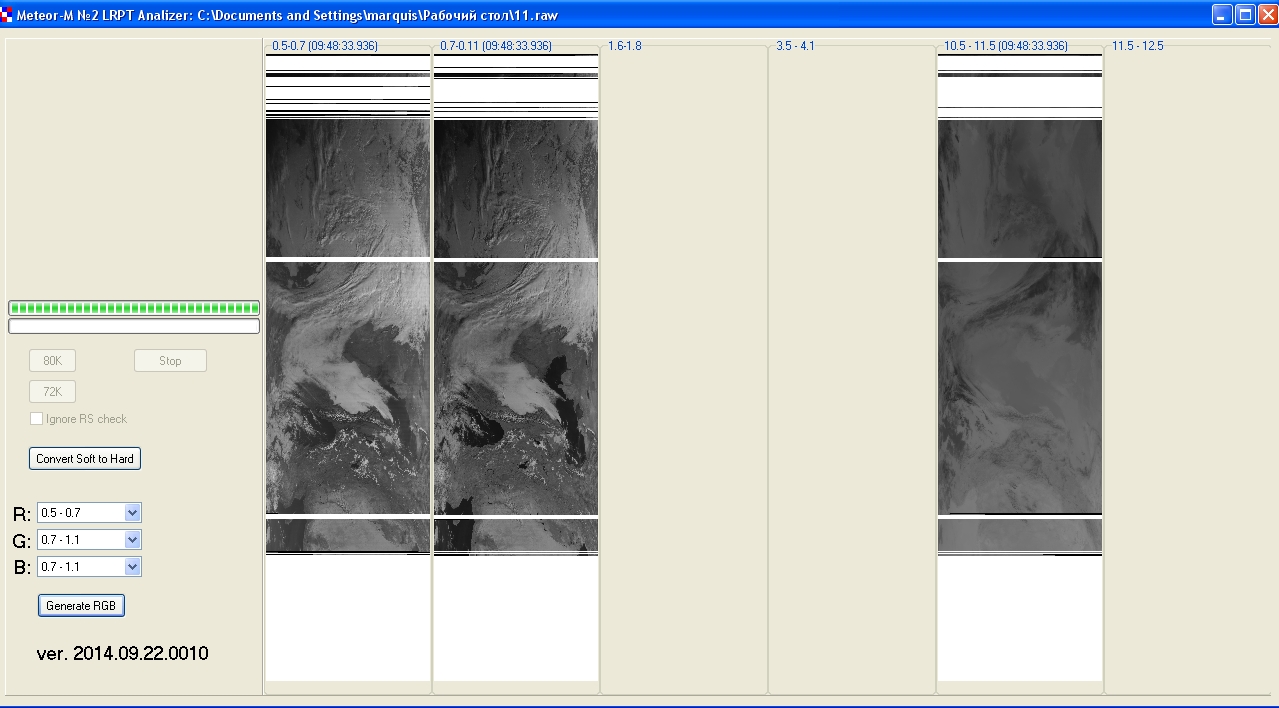 Meteor-M №2 LRPT Analizer: C:\Documents and Settings\marquis\Рабочий стол\11.raw
0.5-0.7 (09:48:33.936)
0.7-0.11 (09:48:33.936)
1.6-1.8
3.5 - 4.1
10.5 - 11.5 (09:48:33.936)
11.5 - 12.5
80K
Stop
72K
Ignore RS check
Convert Soft to Hard
R: 0.5 - 0.7
G: 0.7 - 1.1
B: 0.7 - 1.1
Generate RGB
ver. 2014.09.22.0010